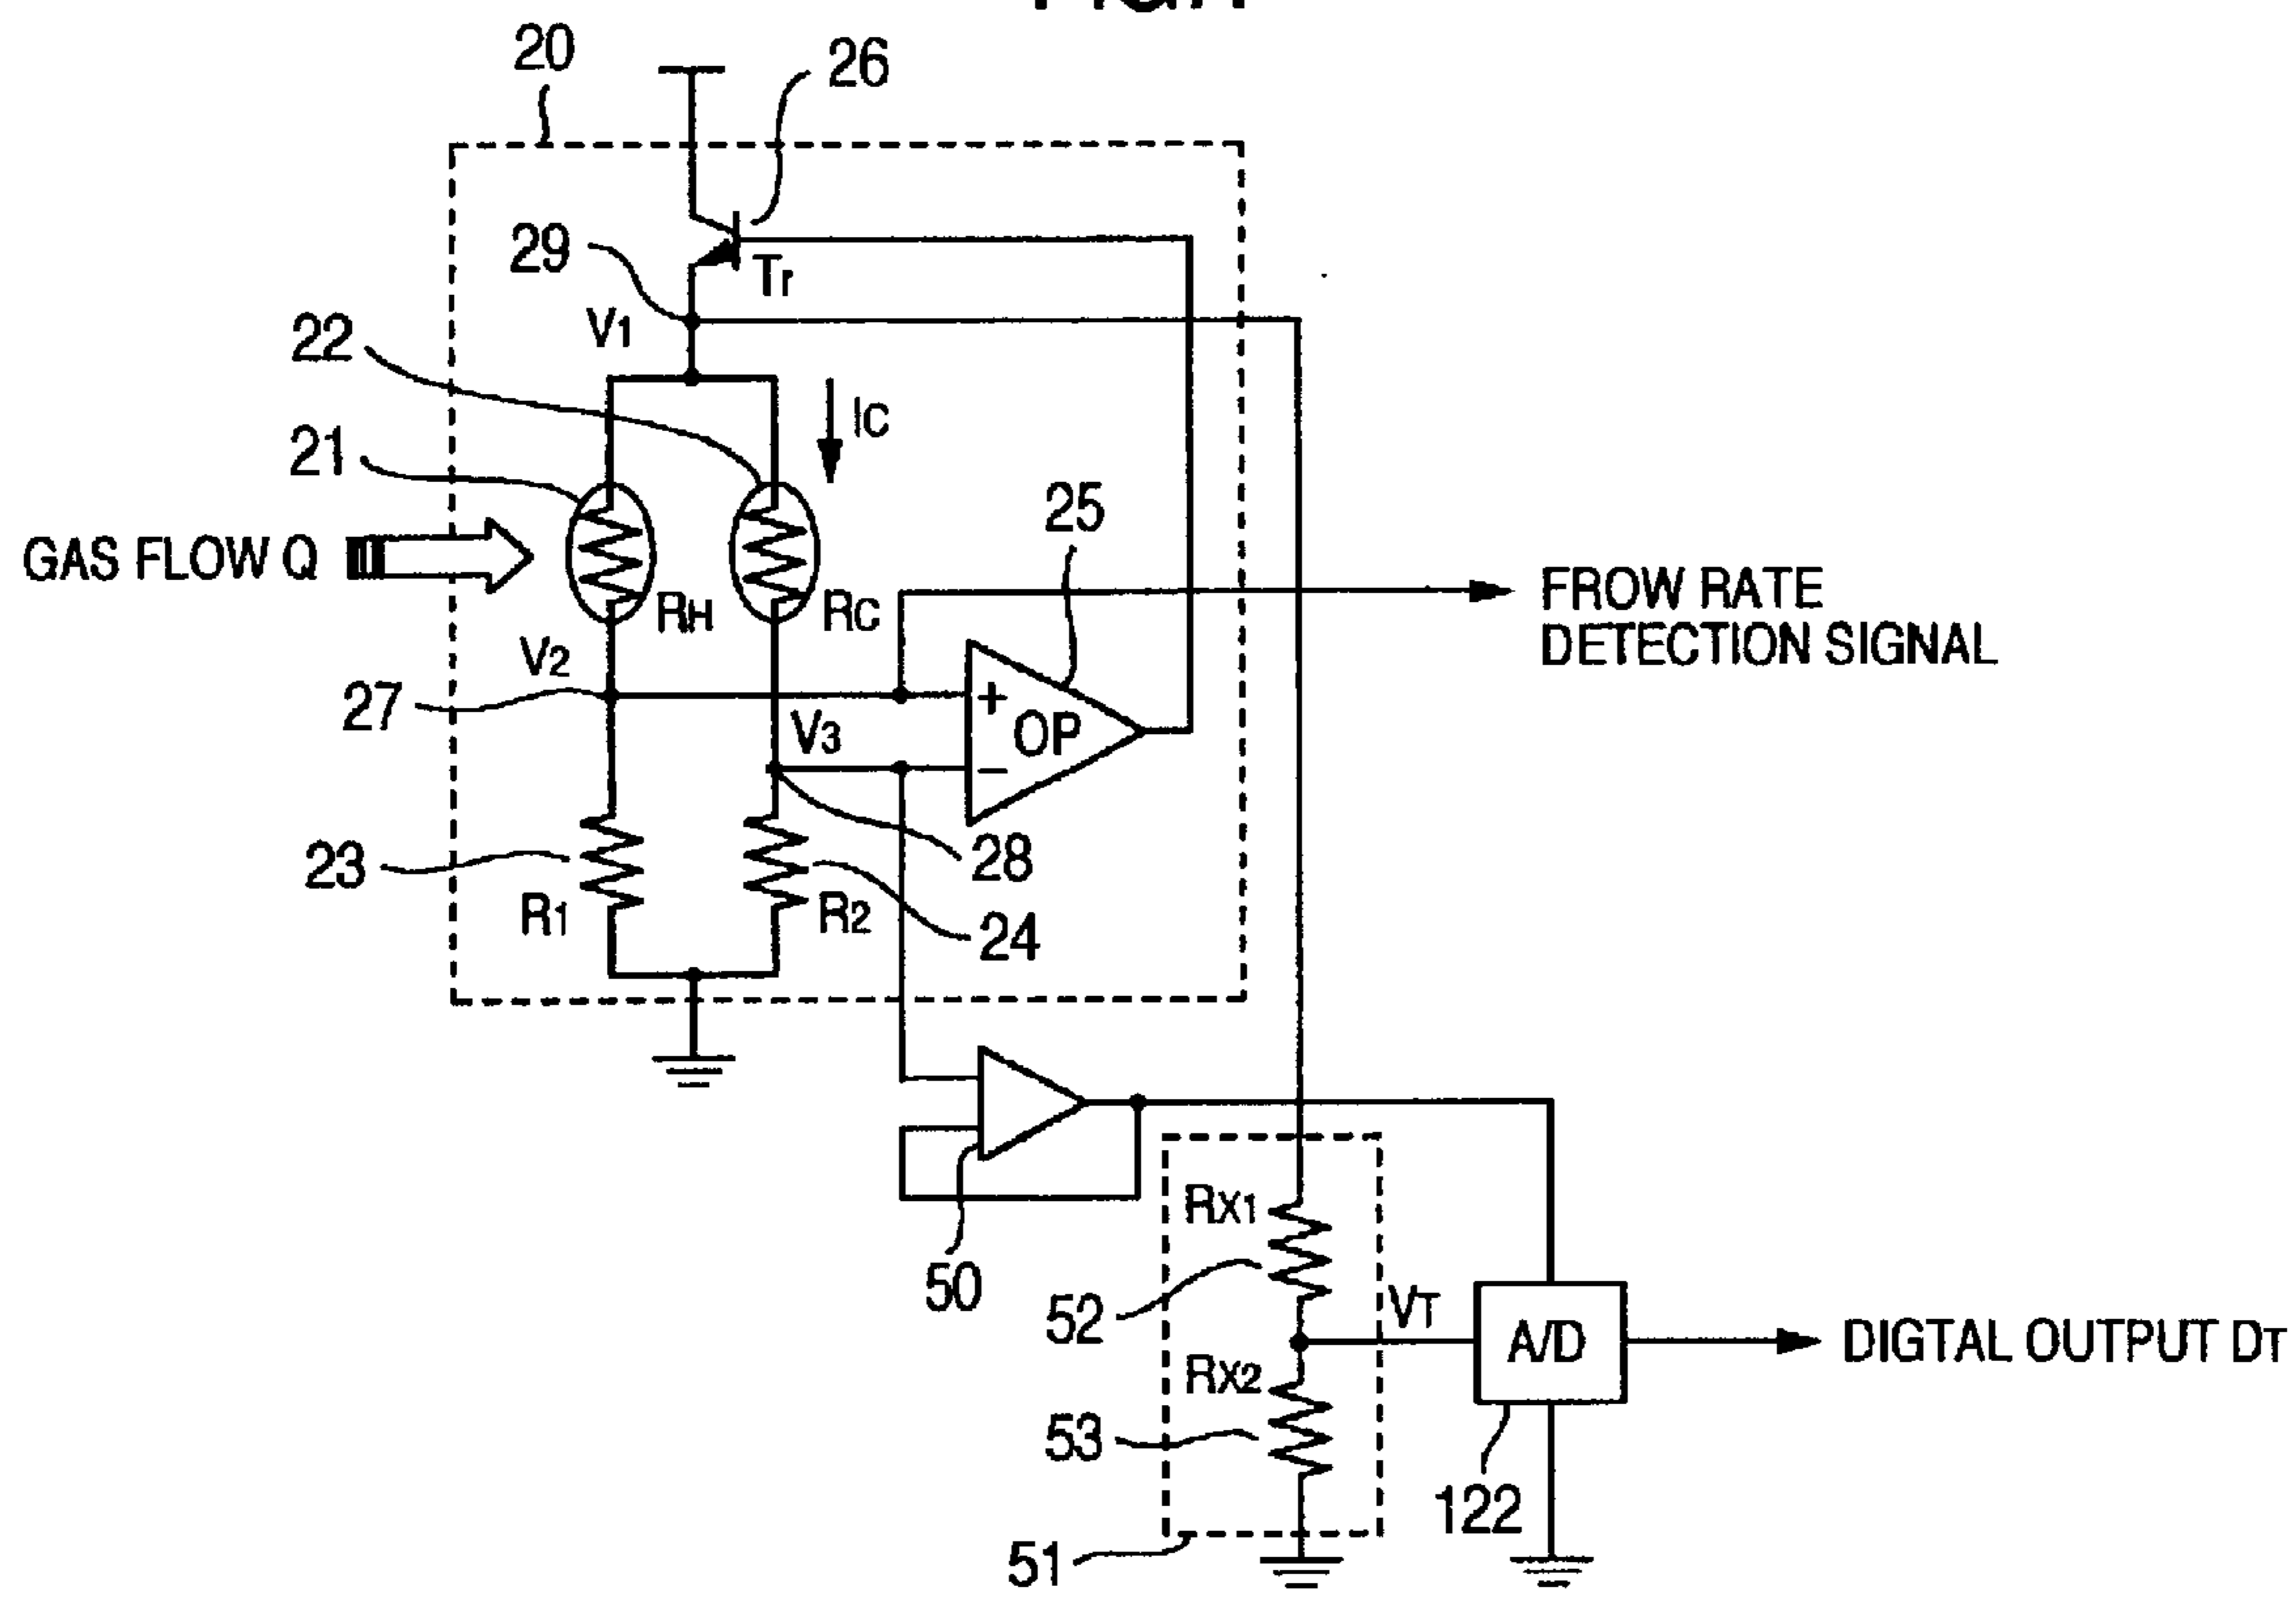 20
26
29
Tr
V1
22
IC
21
25
GAS FLOW Q
RH
RC
FROW RATE
DETECTION SIGNAL
V2
27
+
OP
V3
−
23
28
R1
R2
24
50
RX1
52
VT
A/D
DIGTAL OUTPUT DT
RX2
53
122
51